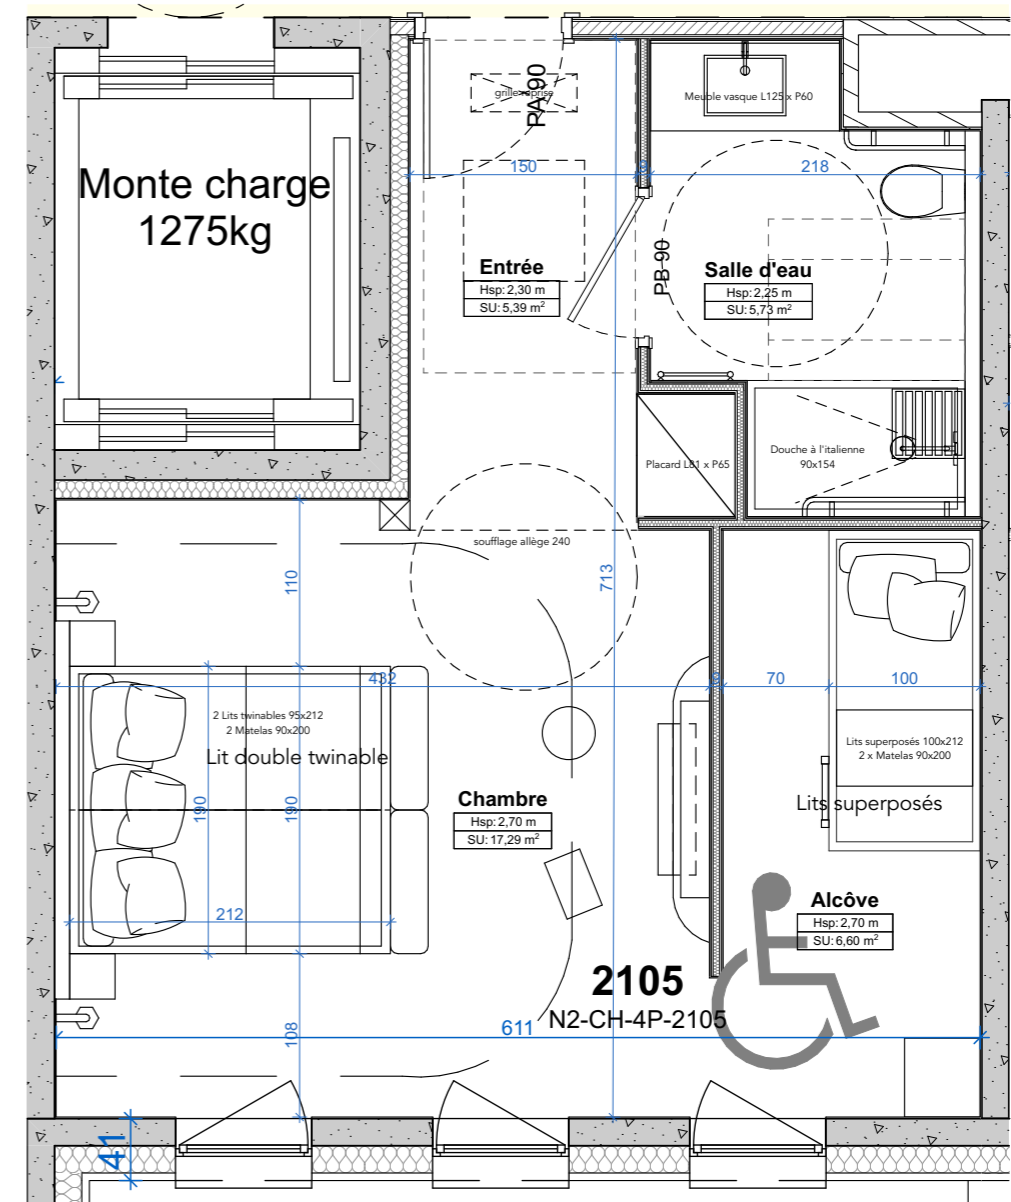 Monte charge
1275kg
grille reprise
PA 90
150
8
218
Meuble vasque L125 x P60
Entrée
Hsp: 2,30 m
SU: 5,39 m²
PB 90
Salle d'eau
Hsp: 2,25 m
SU: 5,73 m²
Placard L81 x P65
Douche à l'italienne
90x154
soufflage allège 240
110
713
432
70
100
2 Lits twinables 95x212
2 Matelas 90x200
Lit double twinable
190
190
212
Chambre
Hsp: 2,70 m
SU: 17,29 m²
Lits superposés 100x212
2 x Matelas 90x200
Lits superposés
Alcôve
Hsp: 2,70 m
SU: 6,60 m²
2105
N2-CH-4P-2105
611
108
41